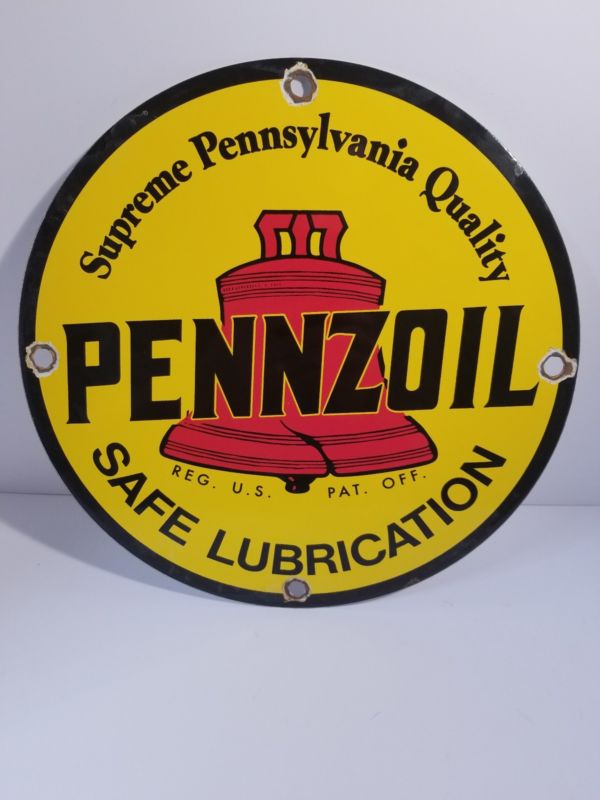 Supreme Pennsylvania Quality
PENNZOIL
REG. U.S. PAT. OFF.
SAFE LUBRICATION